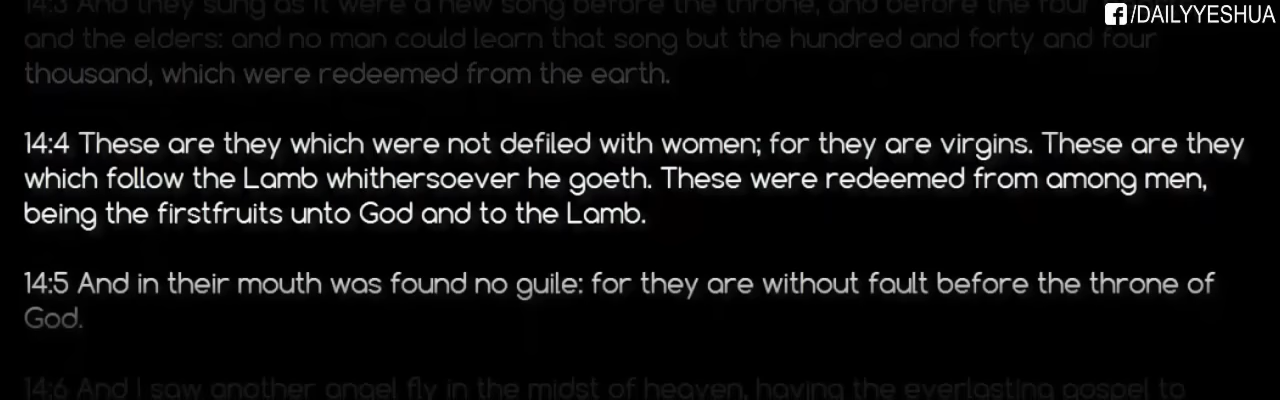 14:3 And they sung as it were a new song before the throne, and before the four
/DAILYYESHUA
and the elders: and no man could learn that song but the hundred and forty and four
thousand, which were redeemed from the earth.
14:4 These are they which were not defiled with women; for they are virgins. These are they
which follow the Lamb whithersoever he goeth. These were redeemed from among men,
being the firstfruits unto God and to the Lamb.
14:5 And in their mouth was found no guile: for they are without fault before the throne of
God.
14:6 And I saw another angel fly in the midst of heaven, having the everlasting gospel to